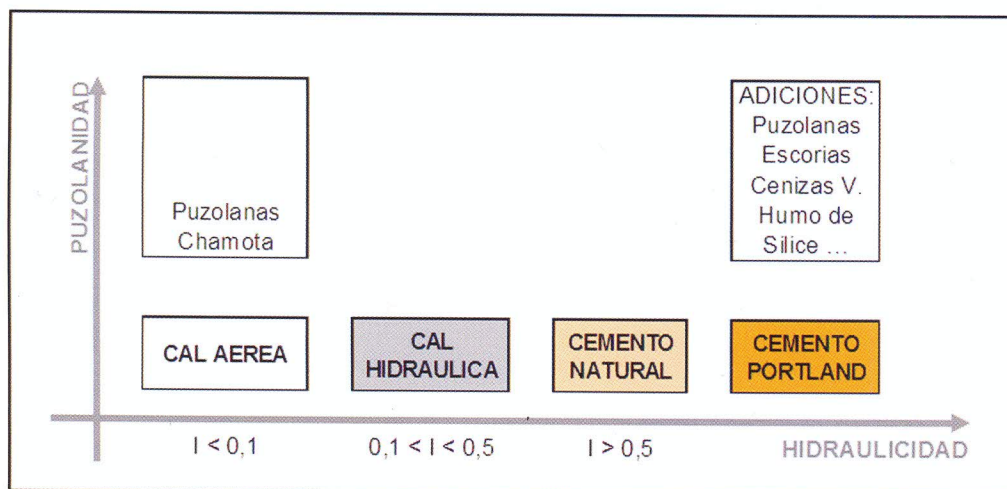 PUZOLANIDAD
Puzolanas
Chamota
ADICIONES:
Puzolanas
Escorias
Cenizas V.
Humo de
Silice ...
CAL AEREA
CAL
HIDRAULICA
CEMENTO
NATURAL
CEMENTO
PORTLAND
I < 0,1
0,1 < I < 0,5
I > 0,5
HIDRAULICIDAD